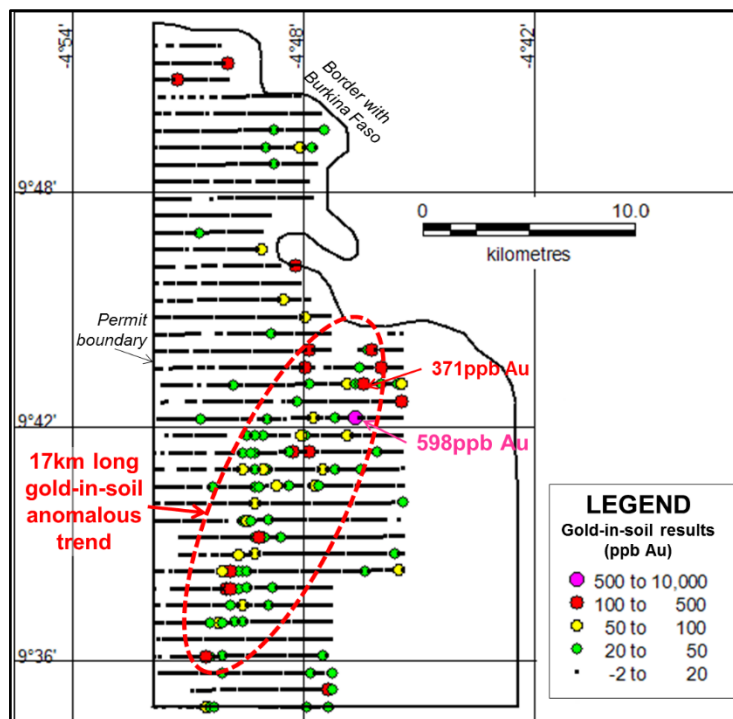 -4°54'
-4°48'
-4°42'
Border with
Burkina Faso
9°48'
0 10.0
kilometres
Permit
boundary
371ppb Au
9°42'
598ppb Au
17km long
gold-in-soil
anomalous
trend
LEGEND
Gold-in-soil results
(ppb Au)
500 to 10,000
100 to 500
50 to 100
20 to 50
-2 to 20
9°36'